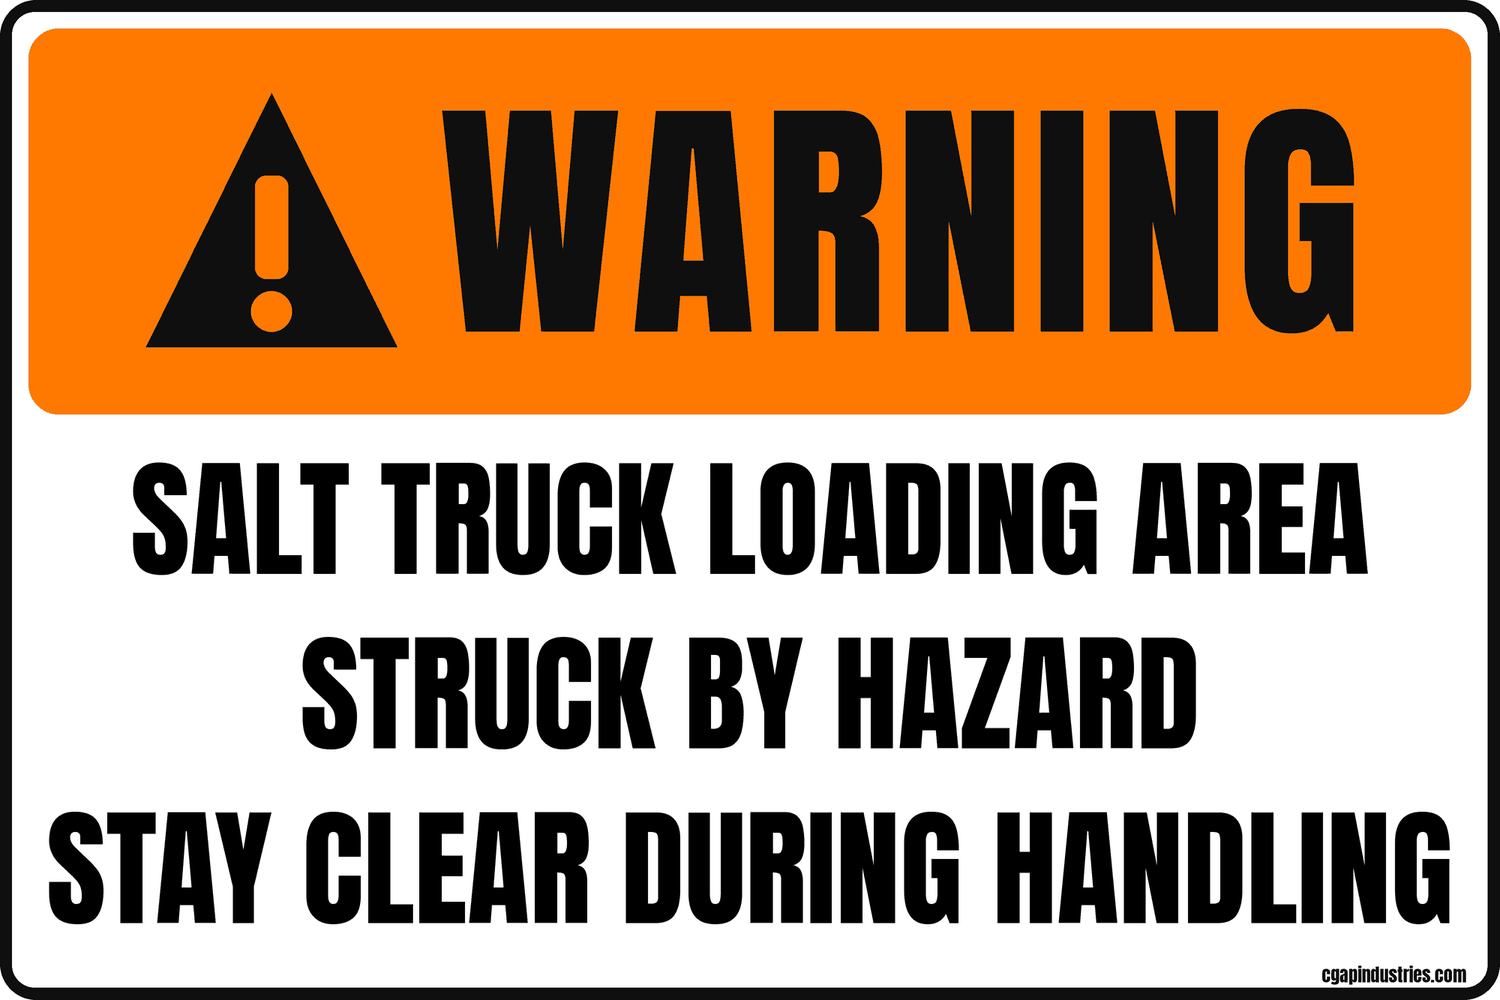 WARNING
SALT TRUCK LOADING AREA
STRUCK BY HAZARD
STAY CLEAR DURING HANDLING
cgapindustries.com